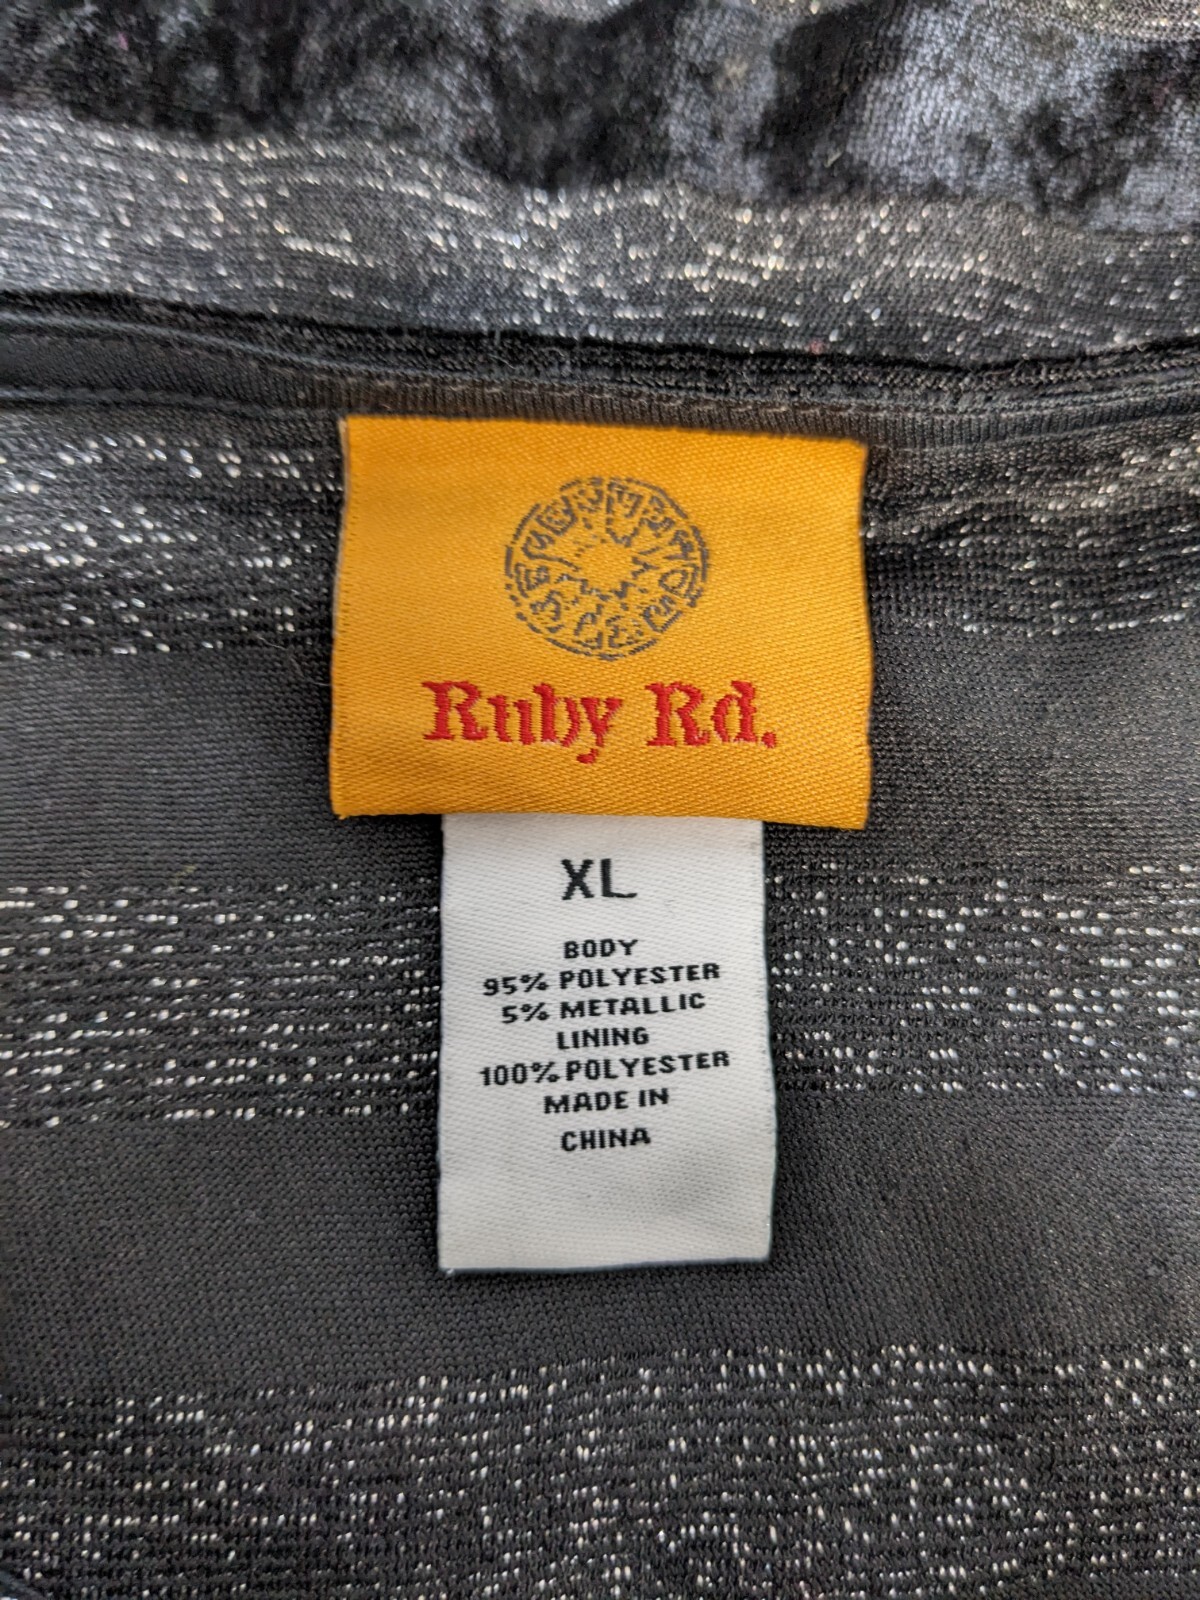 Ruby Rd.
XL
BODY
95% POLYESTER
5% METALLIC
LINING
100% POLYESTER
MADE IN
CHINA